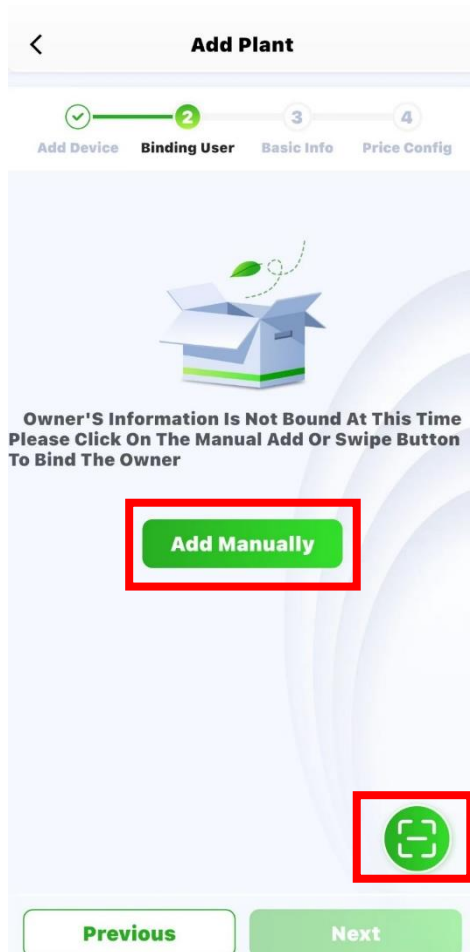 Add Plant
2 3 4
Add Device Binding User Basic Info Price Config
Owner'S Information Is Not Bound At This Time
Please Click On The Manual Add Or Swipe Button
To Bind The Owner
Add Manually
Previous Next